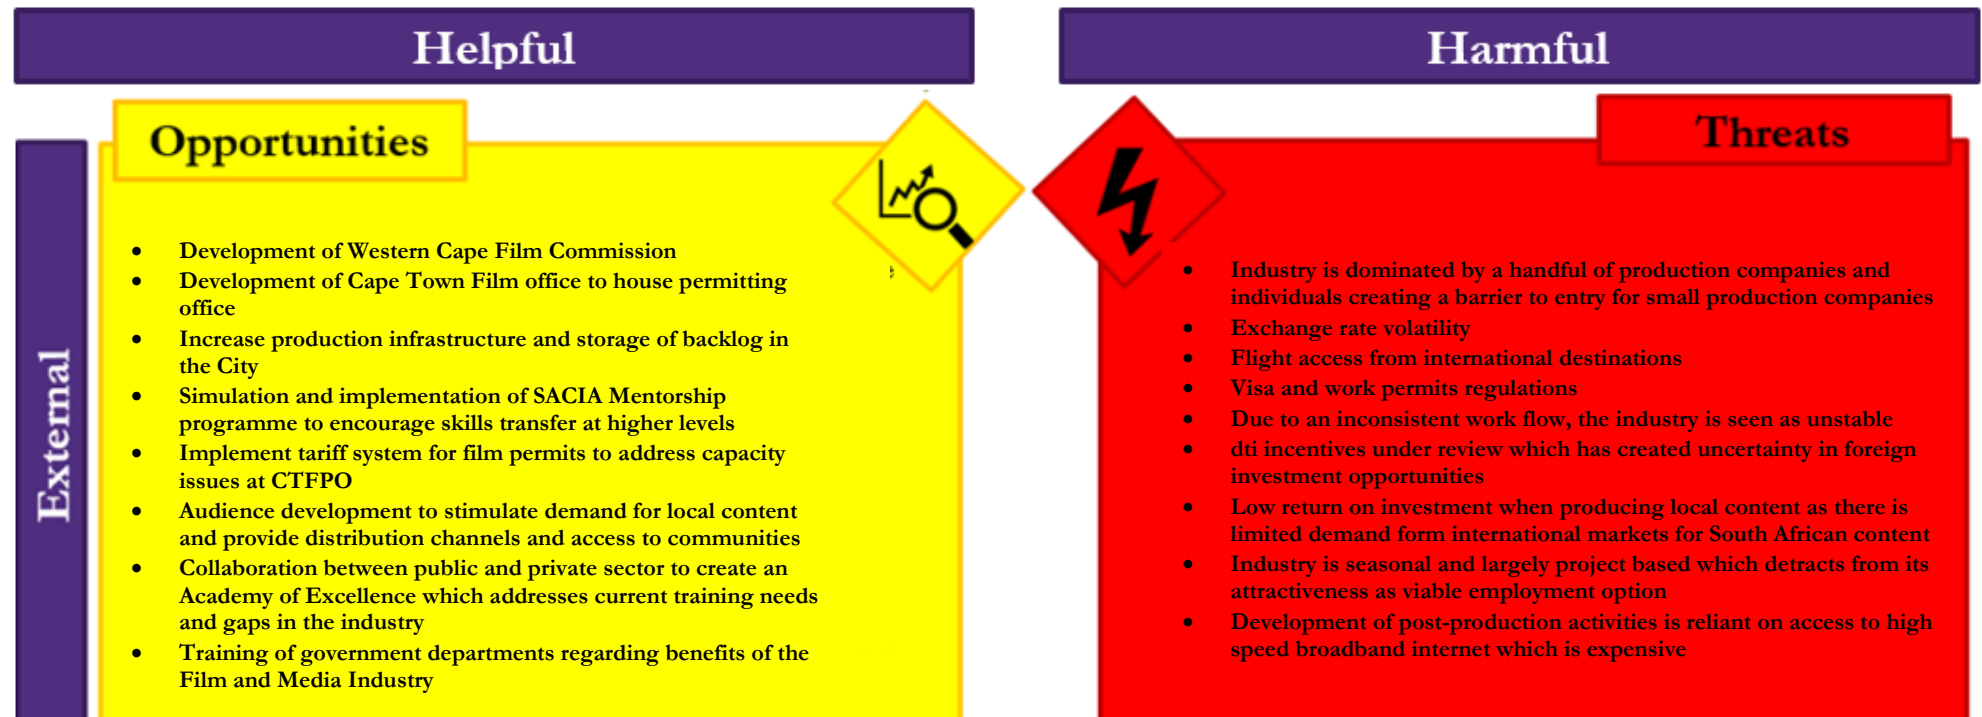 Helpful
Harmful
External
Opportunities
• Development of Western Cape Film Commission
• Development of Cape Town Film office to house permitting
office
• Increase production infrastructure and storage of backlog in
the City
• Simulation and implementation of SACIA Mentorship
programme to encourage skills transfer at higher levels
• Implement tariff system for film permits to address capacity
issues at CTFPO
• Audience development to stimulate demand for local content
and provide distribution channels and access to communities
• Collaboration between public and private sector to create an
Academy of Excellence which addresses current training needs
and gaps in the industry
• Training of government departments regarding benefits of the
Film and Media Industry
Threats
• Industry is dominated by a handful of production companies and
individuals creating a barrier to entry for small production companies
• Exchange rate volatility
• Flight access from international destinations
• Visa and work permits regulations
• Due to an inconsistent work flow, the industry is seen as unstable
• dti incentives under review which has created uncertainty in foreign
investment opportunities
• Low return on investment when producing local content as there is
limited demand form international markets for South African content
• Industry is seasonal and largely project based which detracts from its
attractiveness as viable employment option
• Development of post-production activities is reliant on access to high
speed broadband internet which is expensive